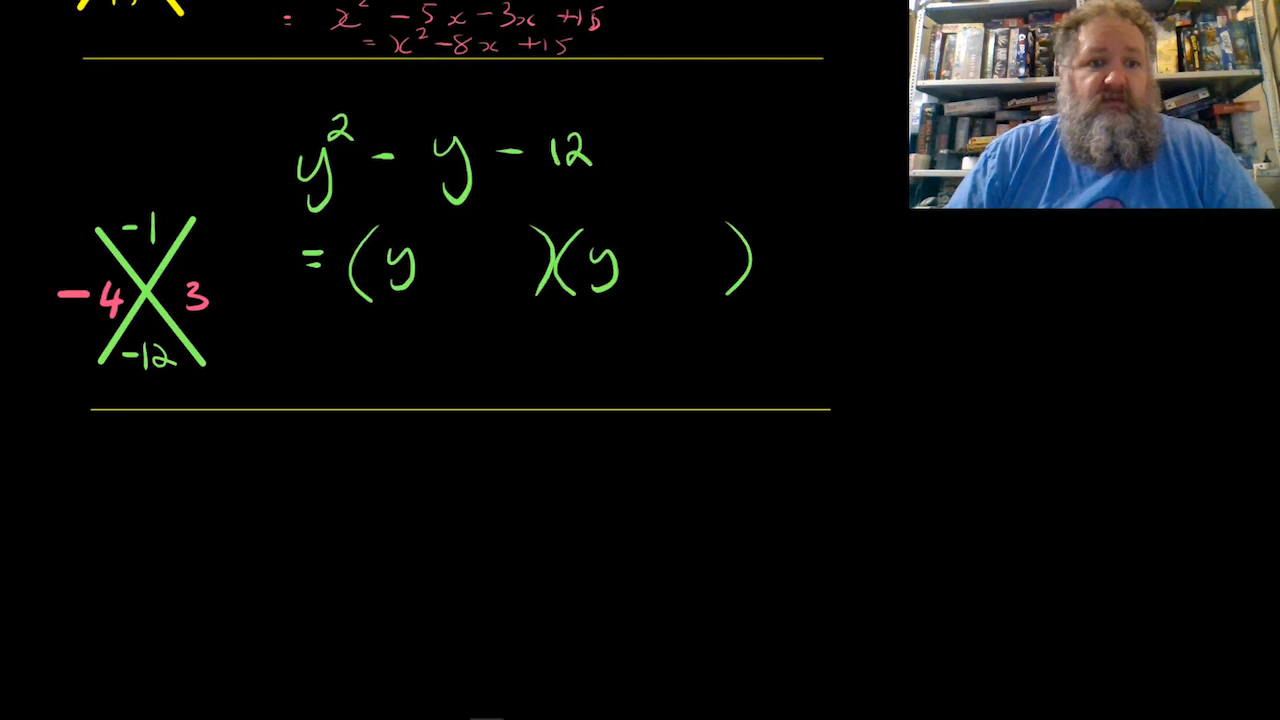 = x² - 5x - 3x + 15
= x² - 8x + 15
y² - y - 12
= (y )(y )
-1
-4 3
-12